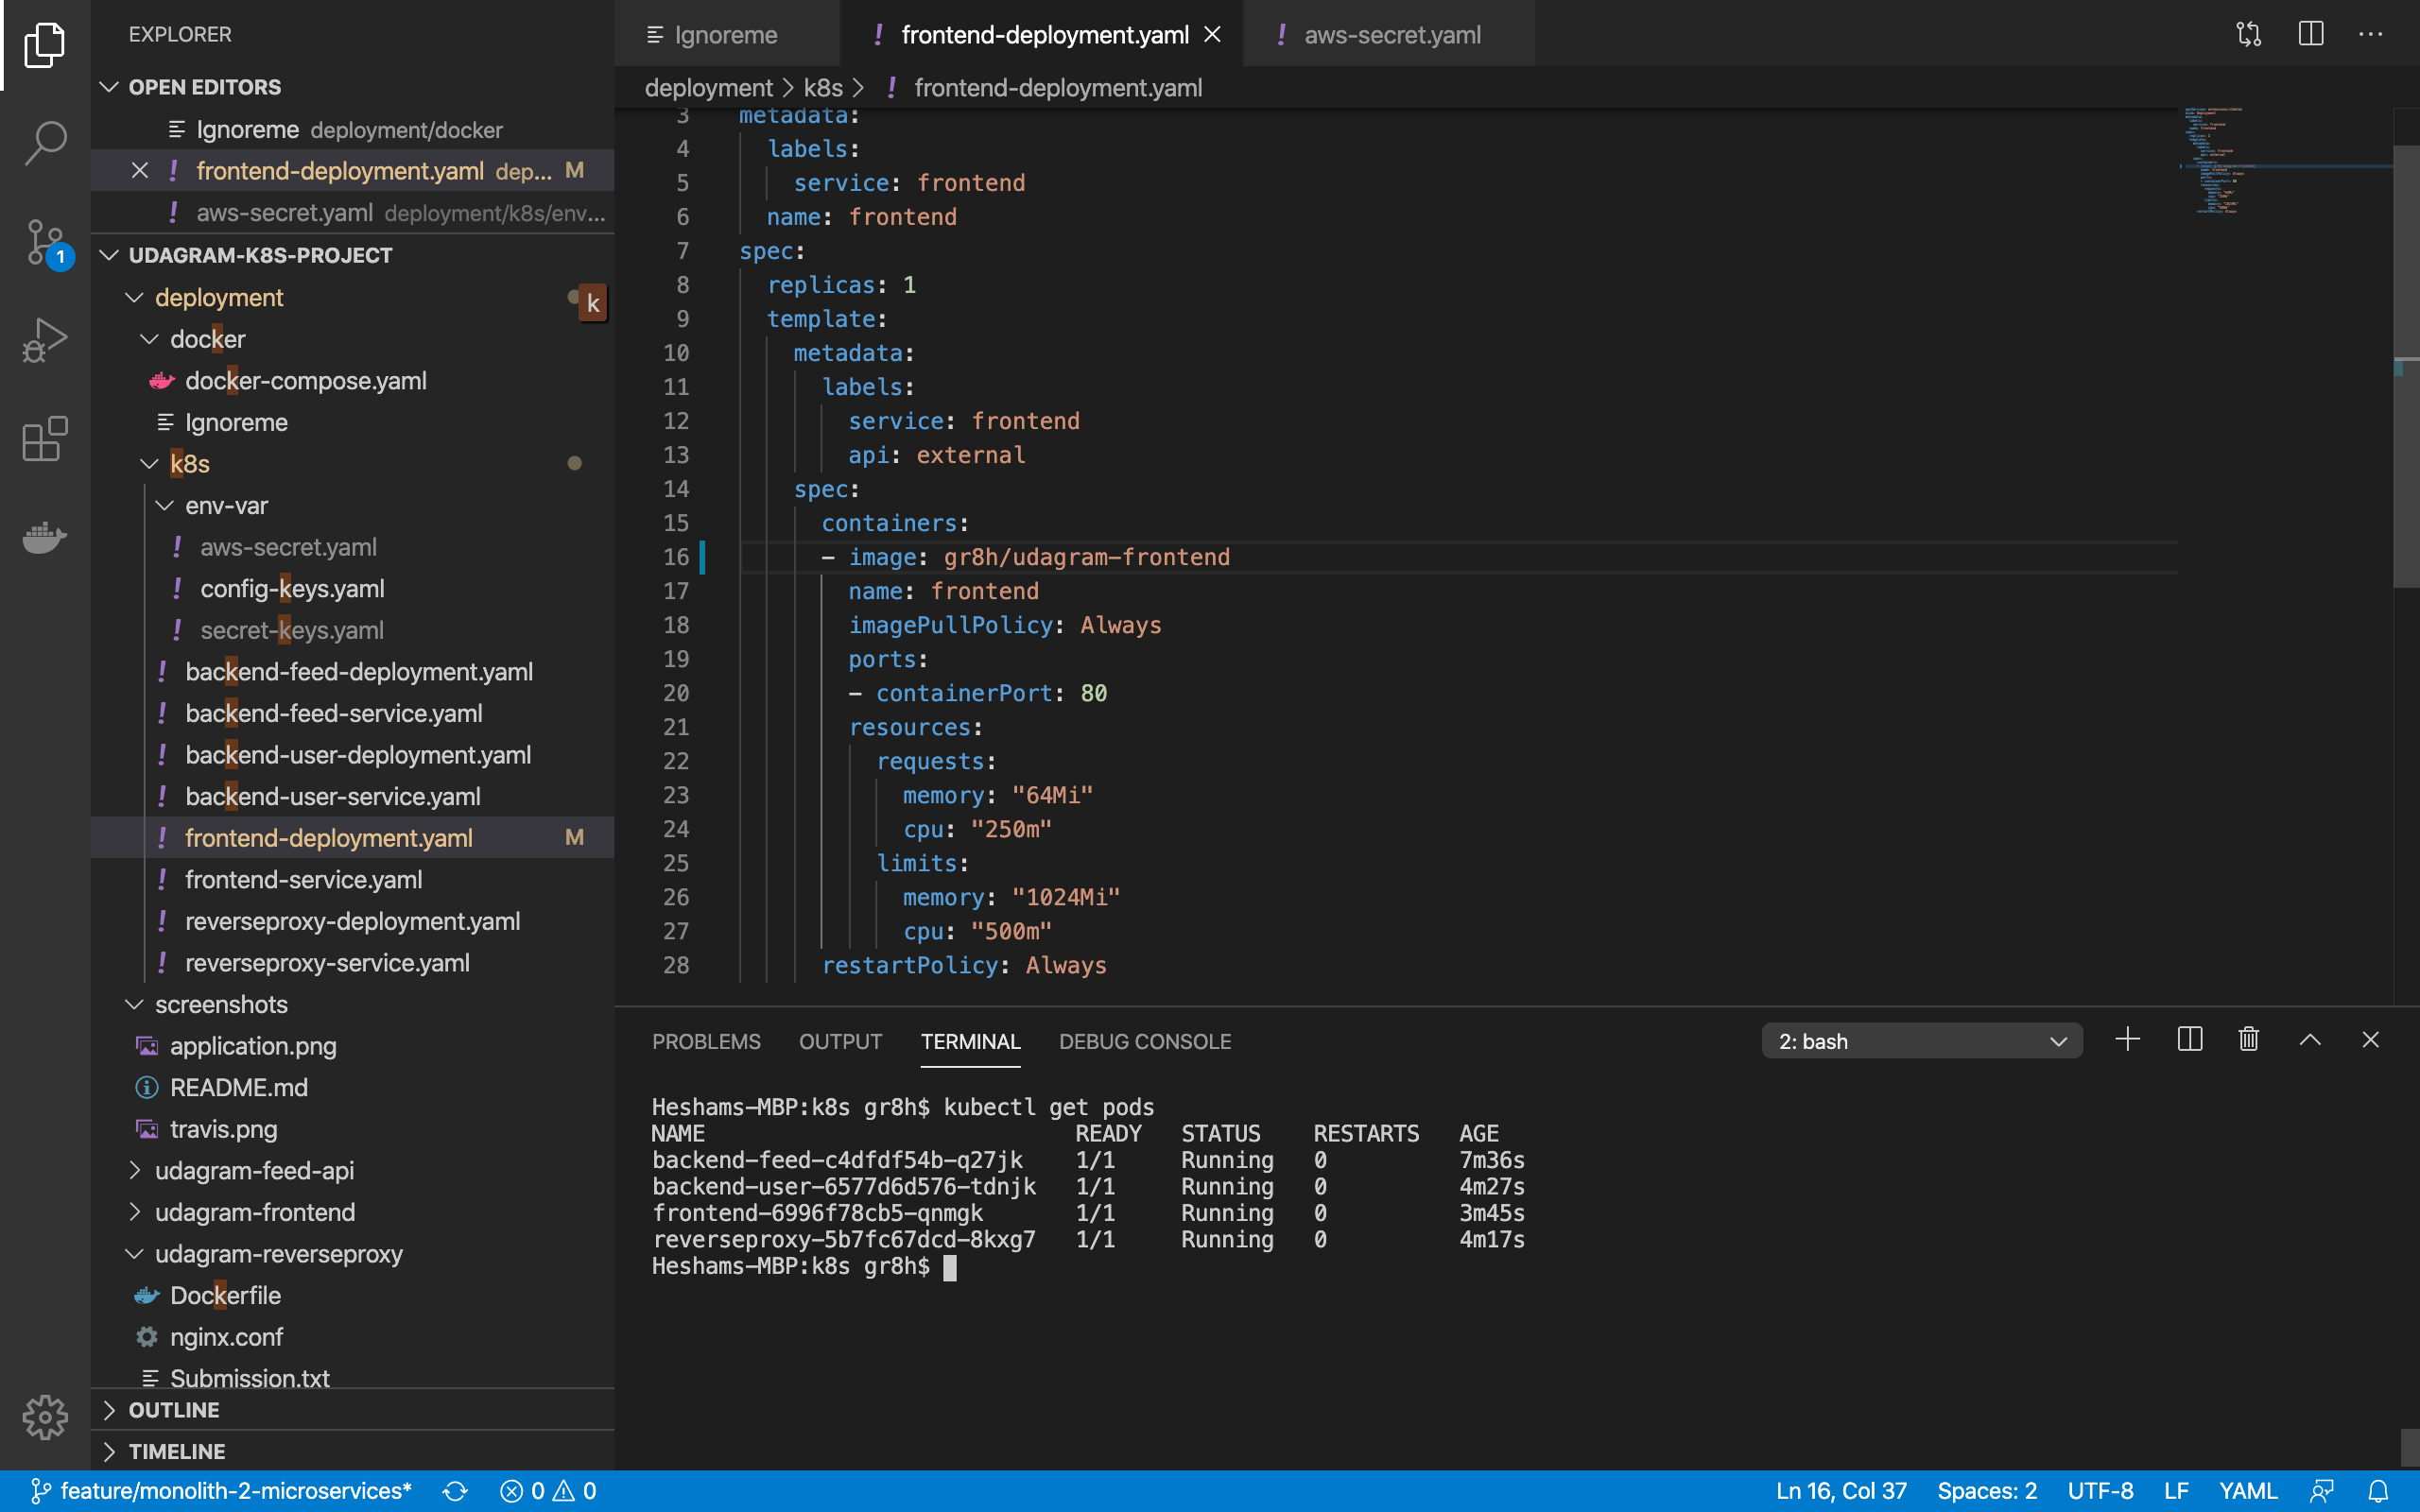 EXPLORER
OPEN EDITORS
Ignoreme deployment/docker
frontend-deployment.yaml dep... M
aws-secret.yaml deployment/k8s/env...
UDAGRAM-K8S-PROJECT
deployment
k
docker
docker-compose.yaml
Ignoreme
k8s
env-var
aws-secret.yaml
config-keys.yaml
secret-keys.yaml
backend-feed-deployment.yaml
backend-feed-service.yaml
backend-user-deployment.yaml
backend-user-service.yaml
frontend-deployment.yaml M
frontend-service.yaml
reverseproxy-deployment.yaml
reverseproxy-service.yaml
screenshots
application.png
README.md
travis.png
udagram-feed-api
udagram-frontend
udagram-reverseproxy
Dockerfile
nginx.conf
Submission.txt
OUTLINE
TIMELINE
1
Ignoreme
! frontend-deployment.yaml
! aws-secret.yaml
deployment > k8s > ! frontend-deployment.yaml
3 metadata:
4 labels:
5 service: frontend
6 name: frontend
7 spec:
8 replicas: 1
9 template:
10 metadata:
11 labels:
12 service: frontend
13 api: external
14 spec:
15 containers:
16 - image: gr8h/udagram-frontend
17 name: frontend
18 imagePullPolicy: Always
19 ports:
20 - containerPort: 80
21 resources:
22 requests:
23 memory: "64Mi"
24 cpu: "250m"
25 limits:
26 memory: "1024Mi"
27 cpu: "500m"
28 restartPolicy: Always
PROBLEMS OUTPUT TERMINAL DEBUG CONSOLE
2: bash
Heshams-MBP:k8s gr8h$ kubectl get pods
NAME READY STATUS RESTARTS AGE
backend-feed-c4dfdf54b-q27jk 1/1 Running 0 7m36s
backend-user-6577d6d576-tdnjk 1/1 Running 0 4m27s
frontend-6996f78cb5-qnmgk 1/1 Running 0 3m45s
reverseproxy-5b7fc67dcd-8kxg7 1/1 Running 0 4m17s
Heshams-MBP:k8s gr8h$
feature/monolith-2-microservices* 0 0
Ln 16, Col 37 Spaces: 2 UTF-8 LF YAML